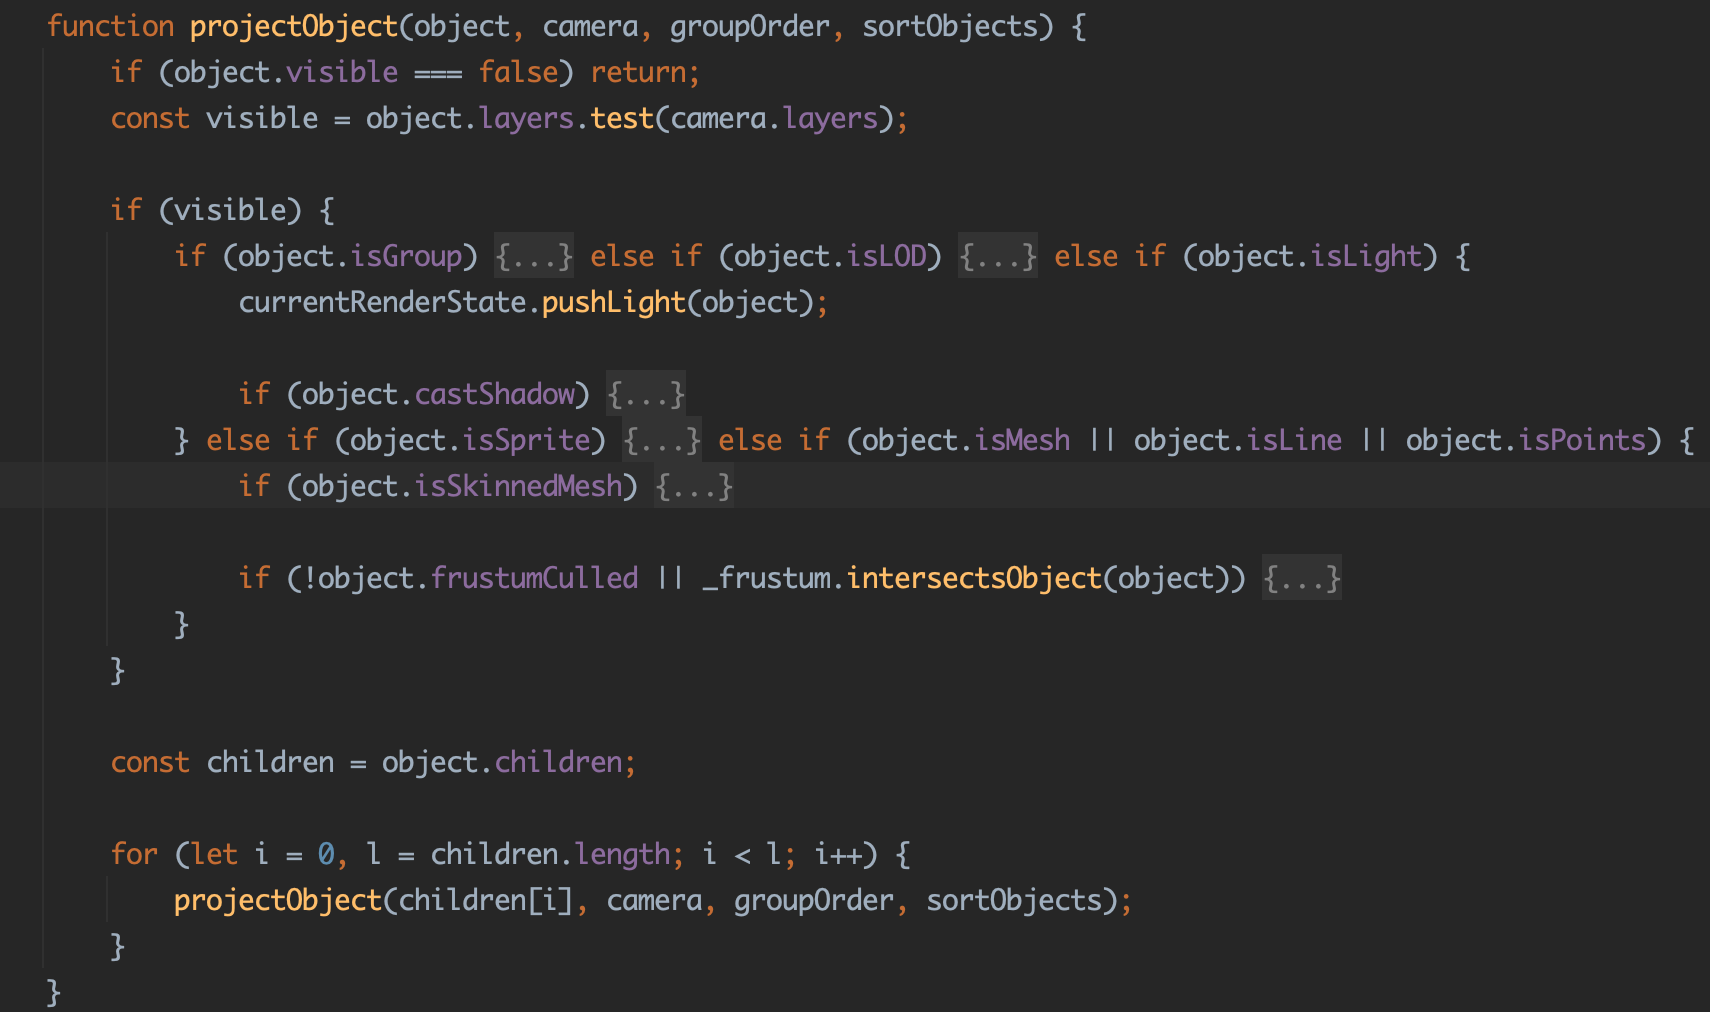 function projectObject(object, camera, groupOrder, sortObjects) {
    if (object.visible === false) return;
    const visible = object.layers.test(camera.layers);

    if (visible) {
        if (object.isGroup) {...} else if (object.isLOD) {...} else if (object.isLight) {
            currentRenderState.pushLight(object);

            if (object.castShadow) {...}
        } else if (object.isSprite) {...} else if (object.isMesh || object.isLine || object.isPoints) {
            if (object.isSkinnedMesh) {...}

            if (!object.frustumCulled || _frustum.intersectsObject(object)) {...}
        }
    }

    const children = object.children;

    for (let i = 0, l = children.length; i < l; i++) {
        projectObject(children[i], camera, groupOrder, sortObjects);
    }
}